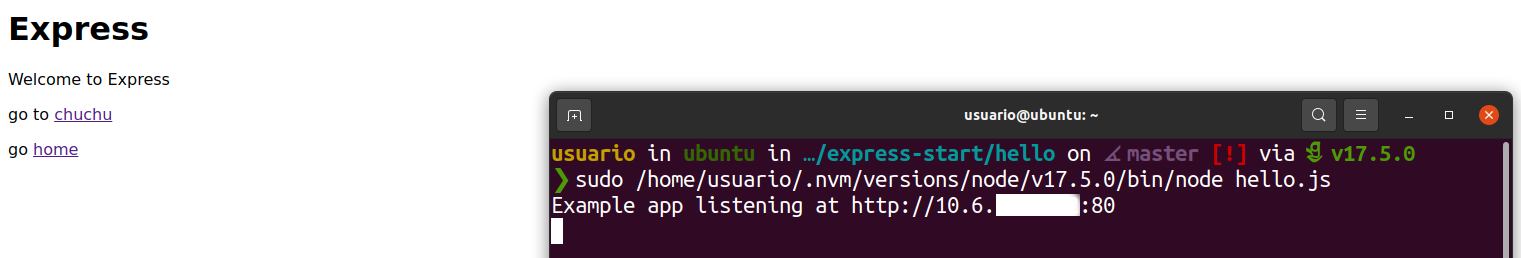 Express
Welcome to Express
go to chuchu
go home
usuario@ubuntu: ~
usuario in ubuntu in …/express-start/hello on master [!] via v17.5.0
❯ sudo /home/usuario/.nvm/versions/node/v17.5.0/bin/node hello.js
Example app listening at http://10.6. :80